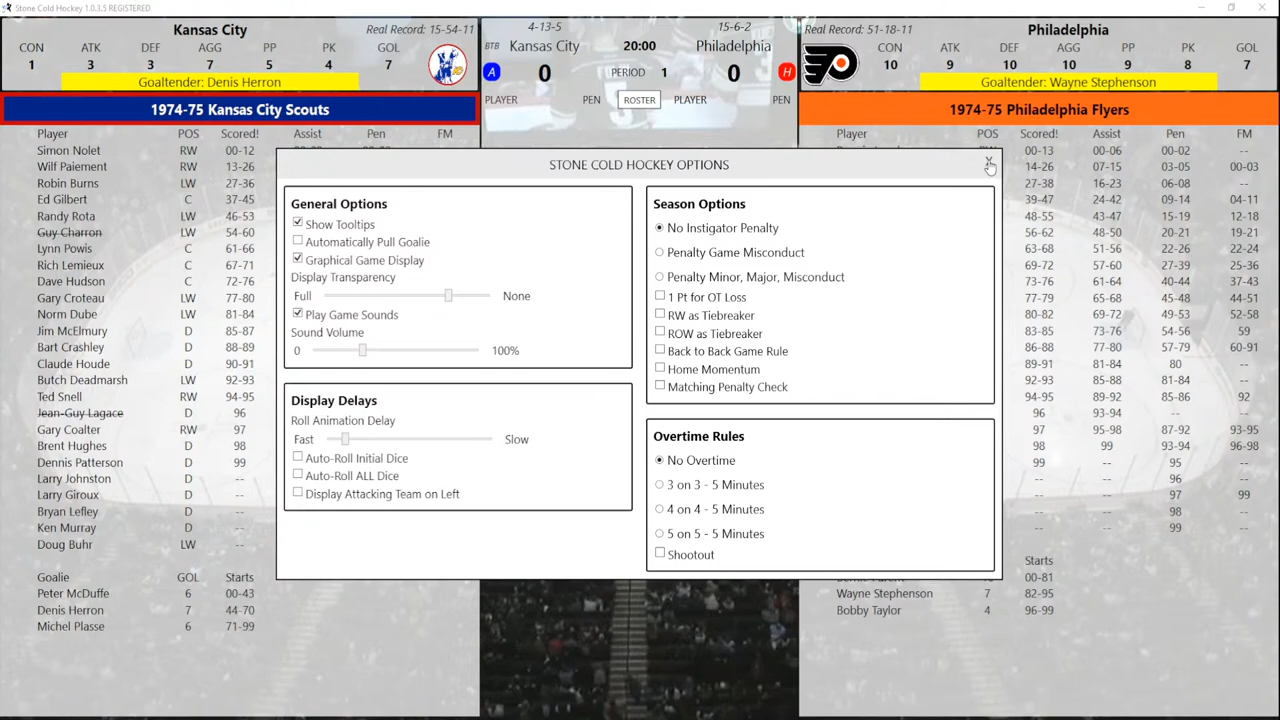 Stone Cold Hockey 1.0.3.5 REGISTERED
Kansas City Real Record: 15-54-11
CON ATK DEF AGG PP PK GOL
1 3 3 7 5 4 7
Goaltender: Denis Herron
4-13-5 15-6-2
BTB Kansas City 20:00 Philadelphia
A 0 PERIOD 1 0 H
PLAYER PEN ROSTER PLAYER PEN
Real Record: 51-18-11 Philadelphia
CON ATK DEF AGG PP PK GOL
10 9 10 10 9 8 7
Goaltender: Wayne Stephenson
1974-75 Kansas City Scouts
Player POS Scored! Assist Pen FM
Simon Nolet RW 00-12
Wilf Paiement RW 13-26
Robin Burns LW 27-36
Ed Gilbert C 37-45
Randy Rota LW 46-53
Guy Charron LW 54-60
Lynn Powis C 61-66
Rich Lemieux C 67-71
Dave Hudson C 72-76
Gary Croteau LW 77-80
Norm Dube LW 81-84
Jim McElmury D 85-87
Bart Crashley D 88-89
Claude Houde D 90-91
Butch Deadmarsh LW 92-93
Ted Snell RW 94-95
Jean-Guy Lagace D 96
Gary Coalter RW 97
Brent Hughes D 98
Dennis Patterson D 99
Larry Johnston D --
Larry Giroux D --
Bryan Lefley D --
Ken Murray D --
Doug Buhr LW --
Goalie GOL Starts
Peter McDuffe 6 00-43
Denis Herron 7 44-70
Michel Plasse 6 71-99
STONE COLD HOCKEY OPTIONS
X
General Options
Show Tooltips
Automatically Pull Goalie
Graphical Game Display
Display Transparency
Full None
Play Game Sounds
Sound Volume
0 100%
Display Delays
Roll Animation Delay
Fast Slow
Auto-Roll Initial Dice
Auto-Roll ALL Dice
Display Attacking Team on Left
Season Options
No Instigator Penalty
Penalty Game Misconduct
Penalty Minor, Major, Misconduct
1 Pt for OT Loss
RW as Tiebreaker
ROW as Tiebreaker
Back to Back Game Rule
Home Momentum
Matching Penalty Check
Overtime Rules
No Overtime
3 on 3 - 5 Minutes
4 on 4 - 5 Minutes
5 on 5 - 5 Minutes
Shootout
1974-75 Philadelphia Flyers
Player POS Scored! Assist Pen FM
00-13 00-06 00-02 --
14-26 07-15 03-05 00-03
27-38 16-23 06-08 --
39-47 24-42 09-14 04-11
48-55 43-47 15-19 12-18
56-62 48-50 20-21 19-21
63-68 51-56 22-22 22-24
69-72 57-60 27-39 25-36
73-76 61-64 40-44 37-43
77-79 65-68 45-48 44-51
80-82 69-72 49-53 52-58
83-85 73-76 54-56 59
86-88 77-80 57-79 60-91
89-91 81-84 80 --
92-93 85-88 81-84 --
94-95 89-92 85-86 92
96 93-94 -- --
97 95-98 87-92 93-95
98 99 93-94 96-98
99 -- 95 --
-- -- 96 --
-- -- 97 99
-- -- 98 --
-- -- 99 --
Starts
00-81
Wayne Stephenson 7 82-95
Bobby Taylor 4 96-99